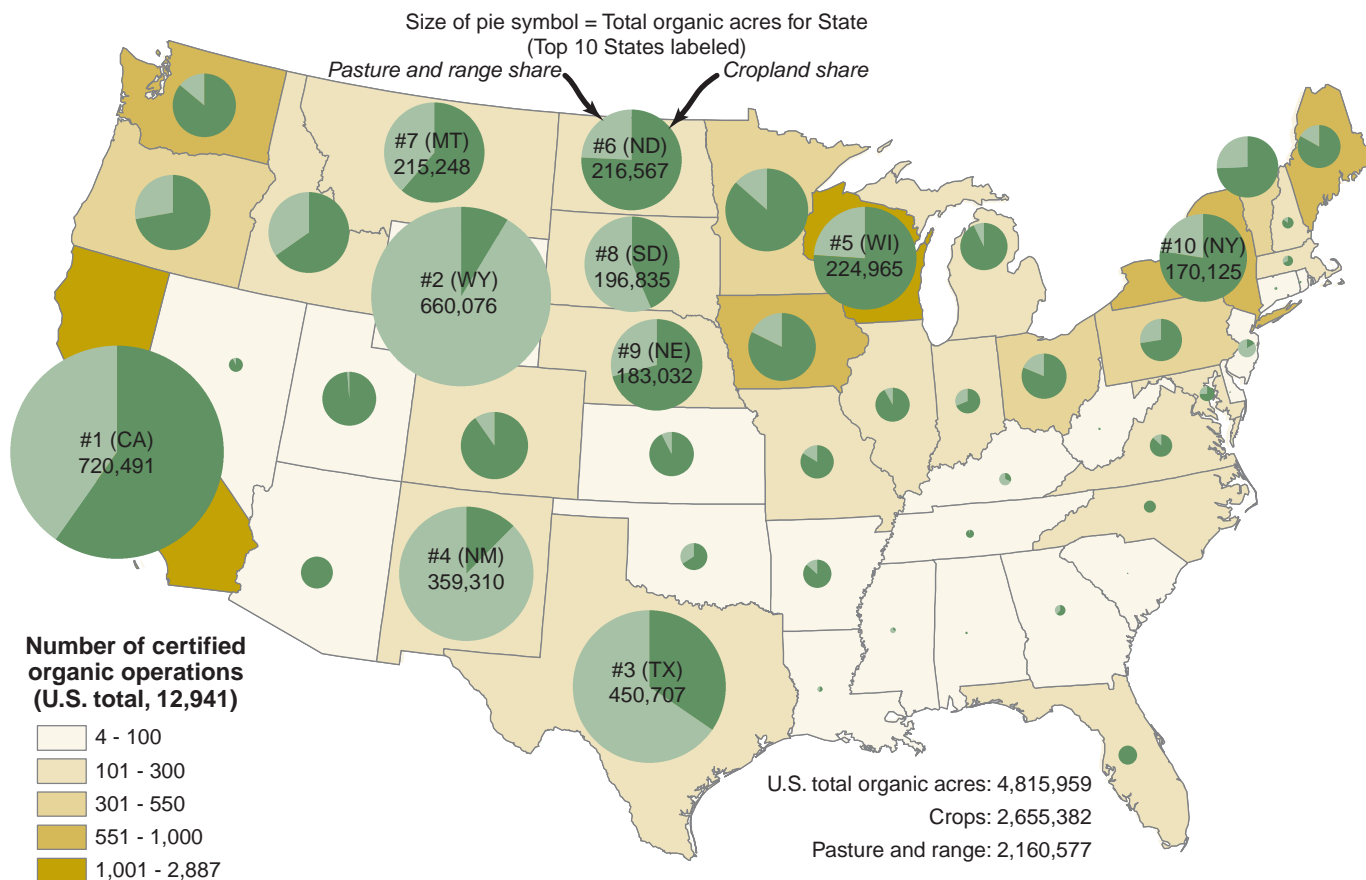 Size of pie symbol = Total organic acres for State
(Top 10 States labeled)
Pasture and range share
Cropland share
#7 (MT)
215,248
#6 (ND)
216,567
#2 (WY)
660,076
#8 (SD)
196,835
#5 (WI)
224,965
#10 (NY)
170,125
#9 (NE)
183,032
#1 (CA)
720,491
#4 (NM)
359,310
#3 (TX)
450,707
Number of certified
organic operations
(U.S. total, 12,941)
4 - 100
101 - 300
301 - 550
551 - 1,000
1,001 - 2,887
U.S. total organic acres: 4,815,959
Crops: 2,655,382
Pasture and range: 2,160,577